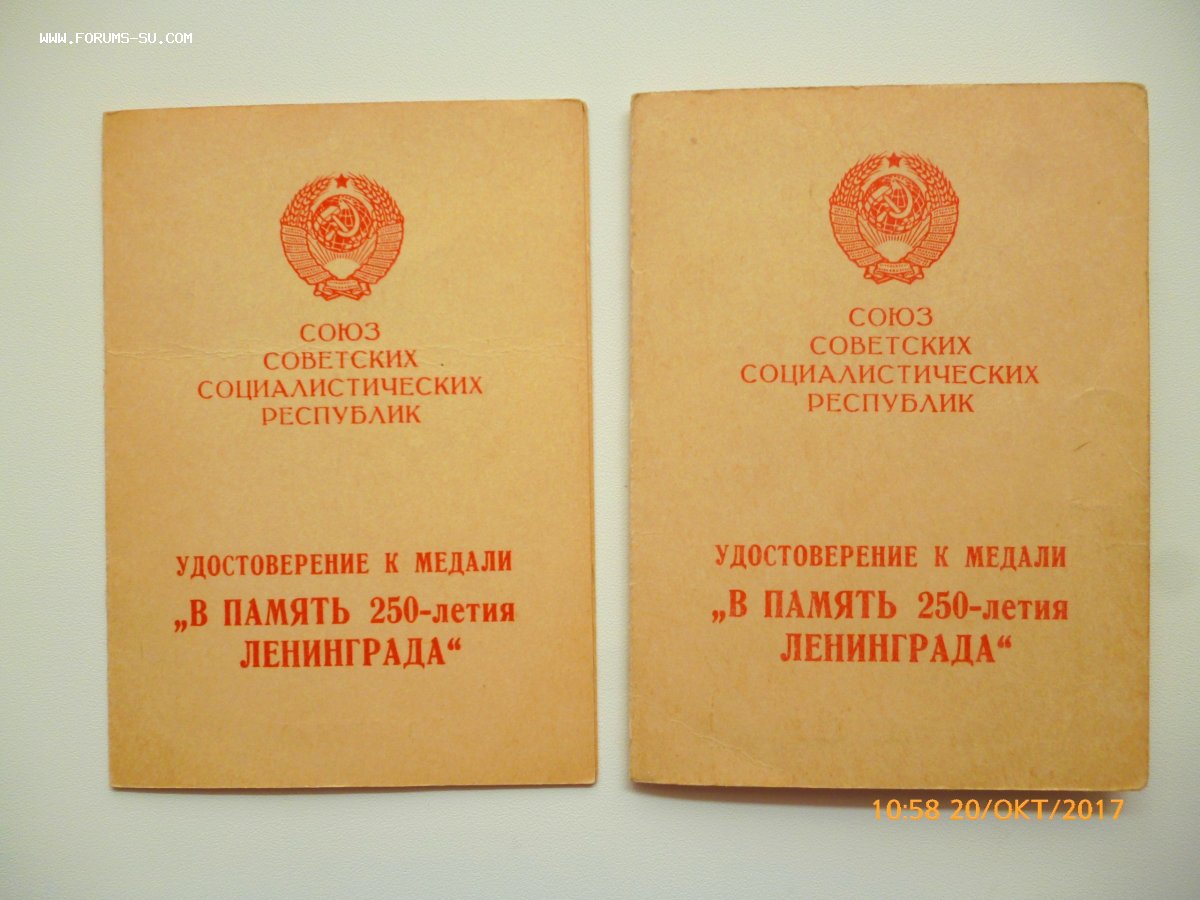 WWW.FORUMS-SU.COM
СОЮЗ
СОВЕТСКИХ
СОЦИАЛИСТИЧЕСКИХ
РЕСПУБЛИК
УДОСТОВЕРЕНИЕ К МЕДАЛИ
„В ПАМЯТЬ 250-летия
ЛЕНИНГРАДА“
СОЮЗ
СОВЕТСКИХ
СОЦИАЛИСТИЧЕСКИХ
РЕСПУБЛИК
УДОСТОВЕРЕНИЕ К МЕДАЛИ
„В ПАМЯТЬ 250-летия
ЛЕНИНГРАДА“
10:58 20/ОКТ/2017